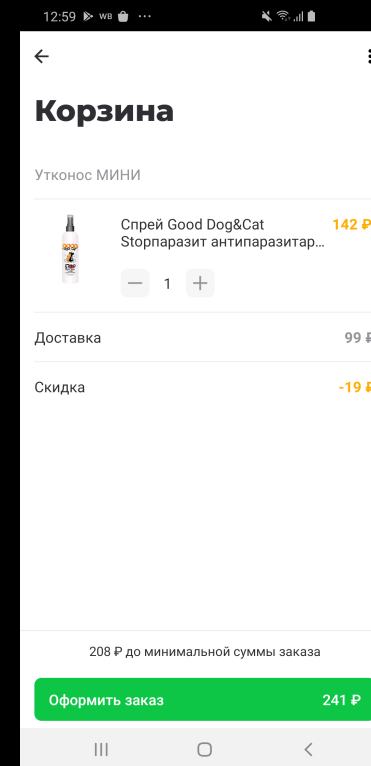 12:59 WB ...
Корзина
Утконос МИНИ
Спрей Good Dog&Cat 142 ₽
Stopпаразит антипаразитар...
1
Доставка 99 ₽
Скидка -19 ₽
208 ₽ до минимальной суммы заказа
Оформить заказ 241 ₽